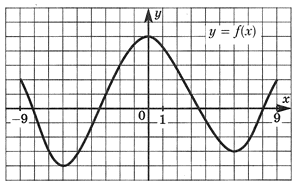 y
y = f(x)
x
-9 0 1 9